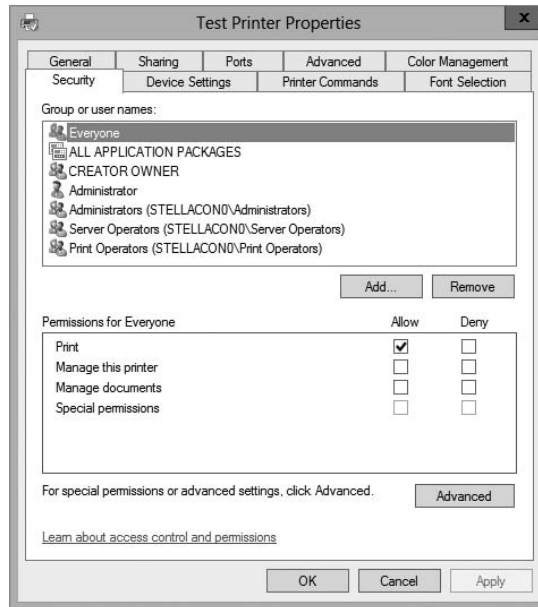 Test Printer Properties
x
General Sharing Ports Advanced Color Management
Security Device Settings Printer Commands Font Selection
Group or user names:
Everyone
ALL APPLICATION PACKAGES
CREATOR OWNER
Administrator
Administrators (STELLACON0\Administrators)
Server Operators (STELLACON0\Server Operators)
Print Operators (STELLACON0\Print Operators)
Add... Remove
Permissions for Everyone Allow Deny
Print
Manage this printer
Manage documents
Special permissions
For special permissions or advanced settings, click Advanced. Advanced
Learn about access control and permissions
OK Cancel Apply